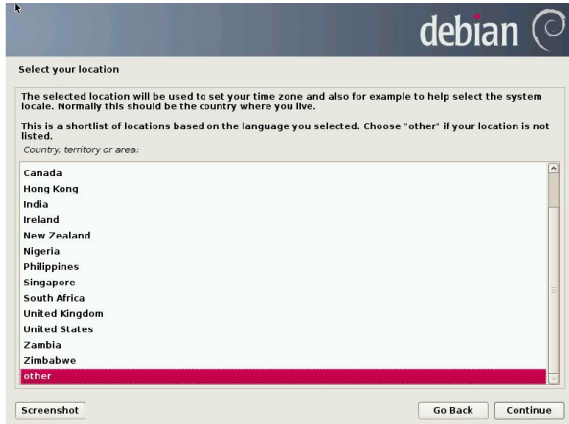 debian
Select your location
The selected location will be used to set your time zone and also for example to help select the system
locale. Normally this should be the country where you live.
This is a shortlist of locations based on the language you selected. Choose "other" if your location is not
listed.
Country, territory or area:
Canada
Hong Kong
India
Ireland
New Zealand
Nigeria
Philippines
Singapore
South Africa
United Kingdom
United States
Zambia
Zimbabwe
other
Screenshot
Go Back
Continue